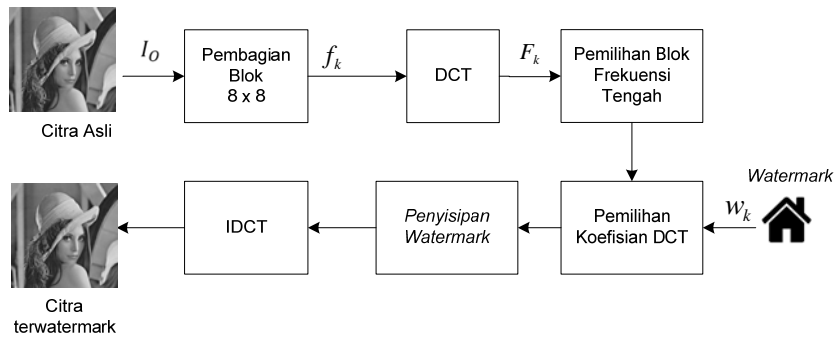 I_O
Pembagian
Blok
8 x 8
f_k
DCT
F_k
Pemilihan Blok
Frekuensi
Tengah
Citra Asli
Watermark
w_k
Pemilihan
Koefisian DCT
Penyisipan
Watermark
IDCT
Citra
terwatermark